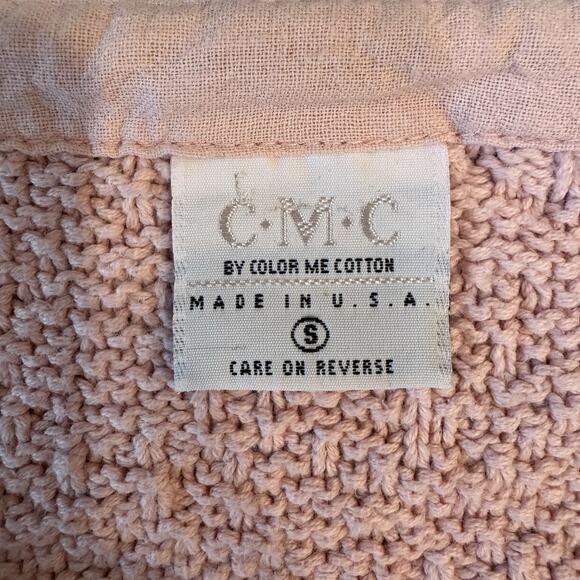 C·M·C
BY COLOR ME COTTON
MADE IN U.S.A.
S
CARE ON REVERSE